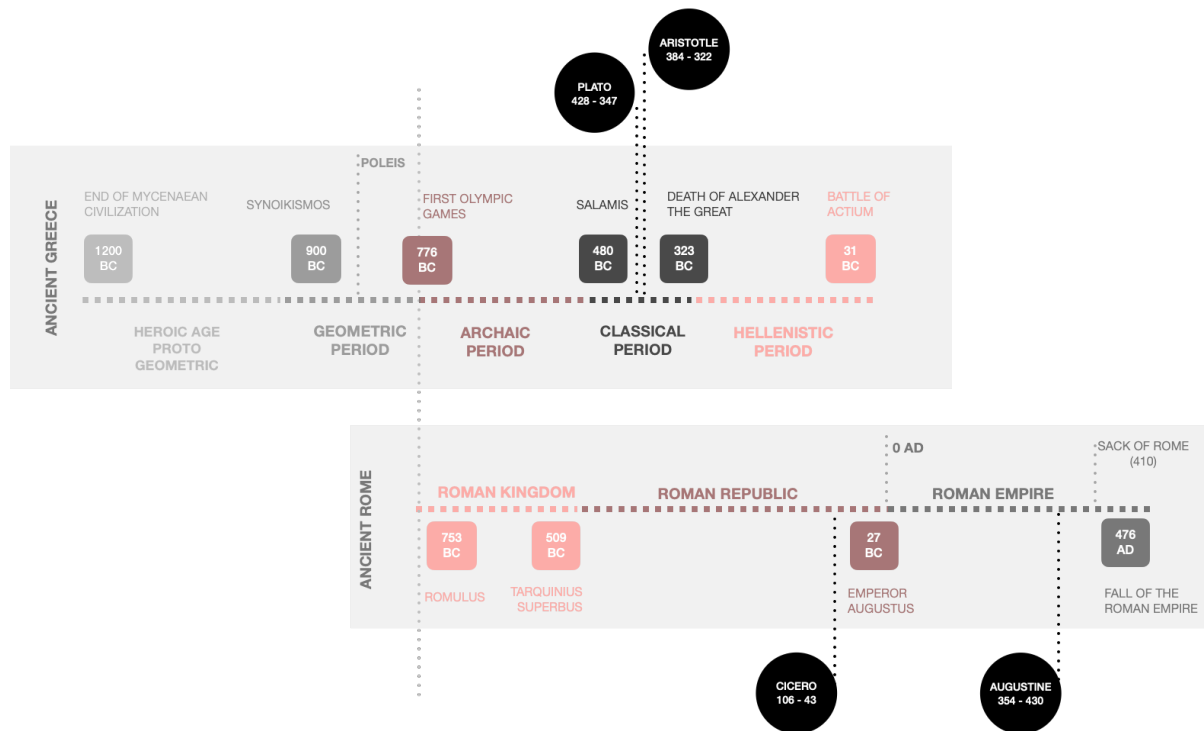 ARISTOTLE
384 - 322
PLATO
428 - 347
ANCIENT GREECE
POLEIS
END OF MYCENAEAN
CIVILIZATION
SYNOIKISMOS
FIRST OLYMPIC
GAMES
SALAMIS
DEATH OF ALEXANDER
THE GREAT
BATTLE OF
ACTIUM
1200
BC
900
BC
776
BC
480
BC
323
BC
31
BC
HEROIC AGE
PROTO
GEOMETRIC
GEOMETRIC
PERIOD
ARCHAIC
PERIOD
CLASSICAL
PERIOD
HELLENISTIC
PERIOD
ANCIENT ROME
0 AD
SACK OF ROME
(410)
ROMAN KINGDOM
ROMAN REPUBLIC
ROMAN EMPIRE
753
BC
509
BC
27
BC
476
AD
ROMULUS
TARQUINIUS
SUPERBUS
EMPEROR
AUGUSTUS
FALL OF THE
ROMAN EMPIRE
CICERO
106 - 43
AUGUSTINE
354 - 430